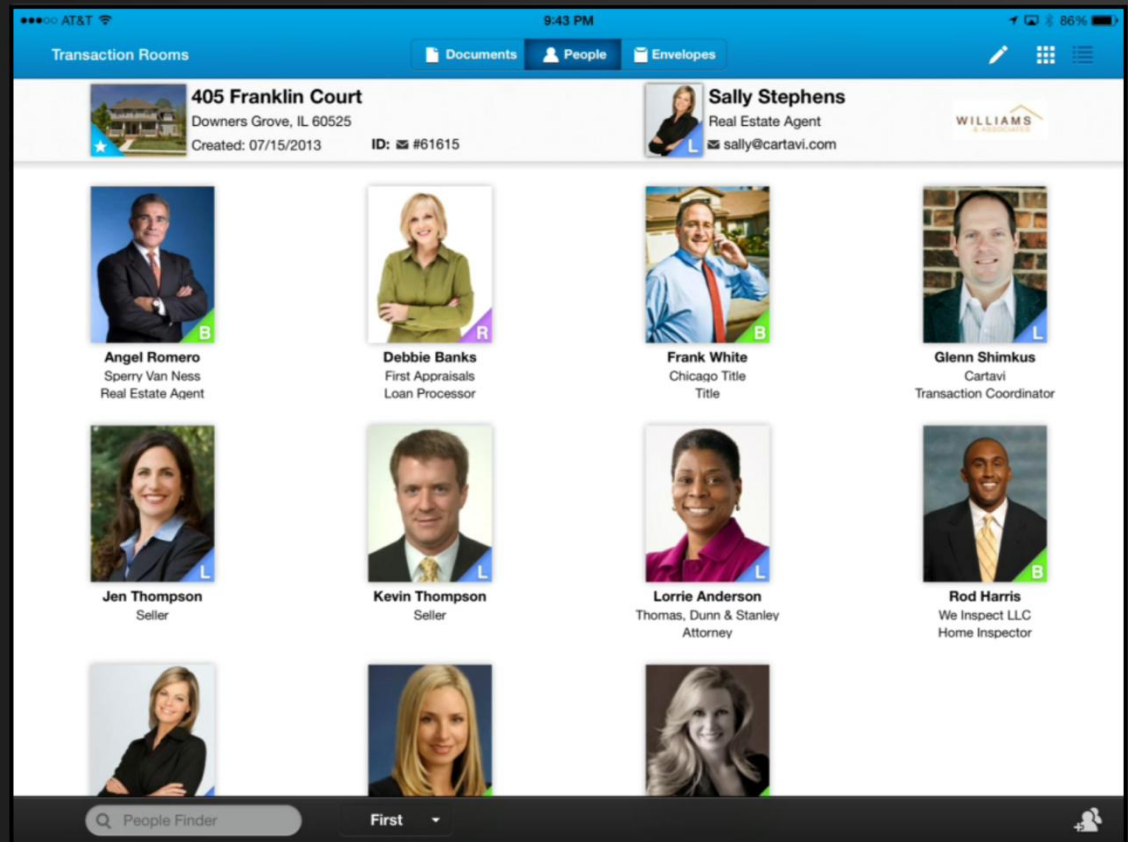 AT&T 9:43 PM 86%
Transaction Rooms Documents People Envelopes
405 Franklin Court
Downers Grove, IL 60525
Created: 07/15/2013 ID: #61615
L
Sally Stephens
Real Estate Agent
sally@cartavi.com
WILLIAMS
& ASSOCIATES
B R B L
Angel Romero Debbie Banks Frank White Glenn Shimkus
Sperry Van Ness First Appraisals Chicago Title Cartavi
Real Estate Agent Loan Processor Title Transaction Coordinator
L L L B
Jen Thompson Kevin Thompson Lorrie Anderson Rod Harris
Seller Seller Thomas, Dunn & Stanley We Inspect LLC
Attorney Home Inspector
People Finder First